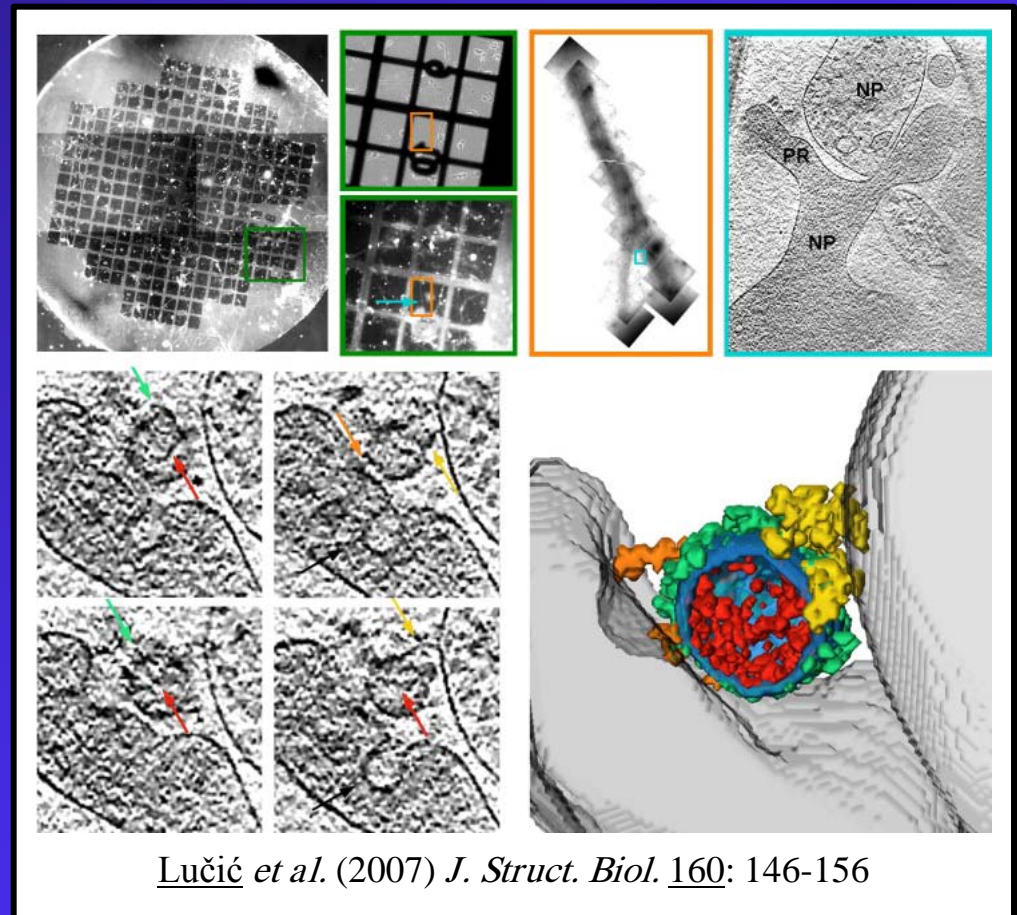 NP
PR
NP
Lučić et al. (2007) J. Struct. Biol. 160: 146-156